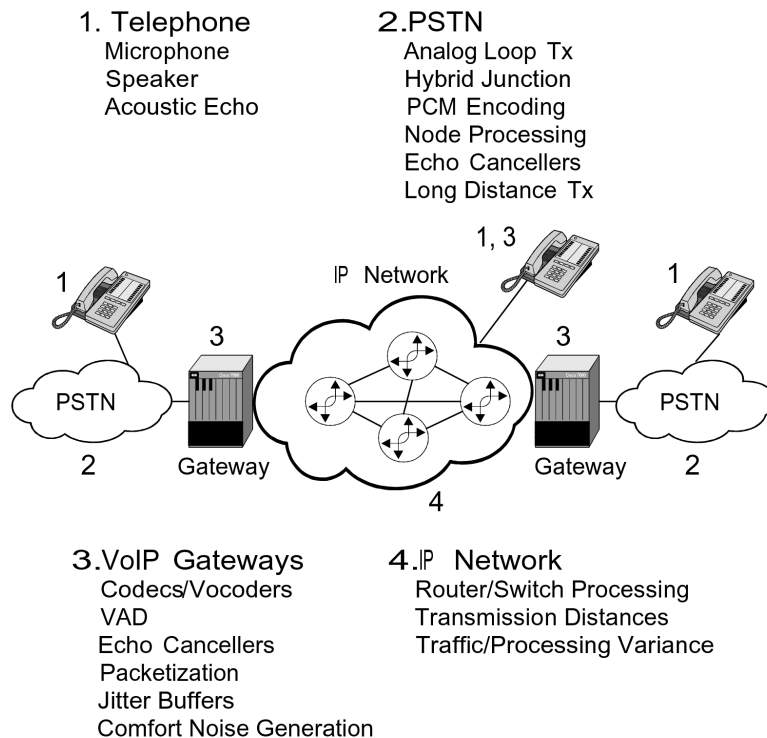 1. Telephone
Microphone
Speaker
Acoustic Echo
2.PSTN
Analog Loop Tx
Hybrid Junction
PCM Encoding
Node Processing
Echo Cancellers
Long Distance Tx
1
1, 3
1
IP Network
3
3
PSTN
PSTN
2
Gateway
Gateway
2
4
3.VoIP Gateways
Codecs/Vocoders
VAD
Echo Cancellers
Packetization
Jitter Buffers
Comfort Noise Generation
4.IP Network
Router/Switch Processing
Transmission Distances
Traffic/Processing Variance